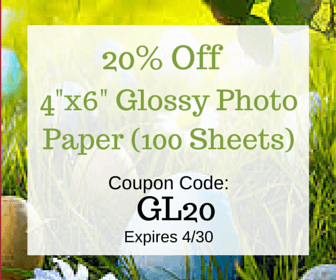 20% Off
4"x6" Glossy Photo
Paper (100 Sheets)
Coupon Code:
GL20
Expires 4/30